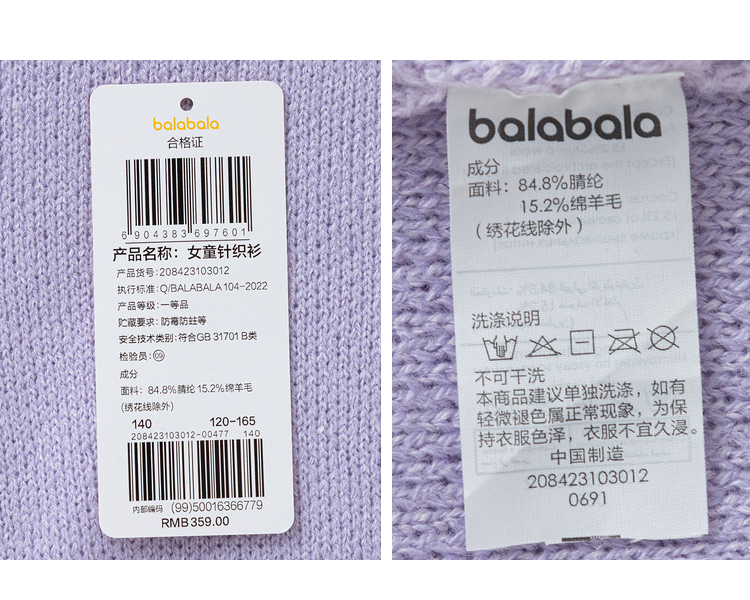 balabala
合格证
6 904383 697601
产品名称：女童针织衫
产品货号：208423103012
执行标准：Q/BALABALA 104-2022
产品等级：一等品
贮藏要求：防霉防蛀等
安全技术类别：符合GB 31701 B类
检验员：09
成分
面料：84.8%腈纶 15.2%绵羊毛
(绣花线除外)
140 120-165
208423103012-00477 140
内部编码 (99)50016366779
RMB359.00
balabala
成分
面料：84.8%腈纶
15.2%绵羊毛
（绣花线除外）
洗涤说明
不可干洗
本商品建议单独洗涤，如有
轻微褪色属正常现象，为保
持衣服色泽，衣服不宜久浸。
中国制造
208423103012
0691